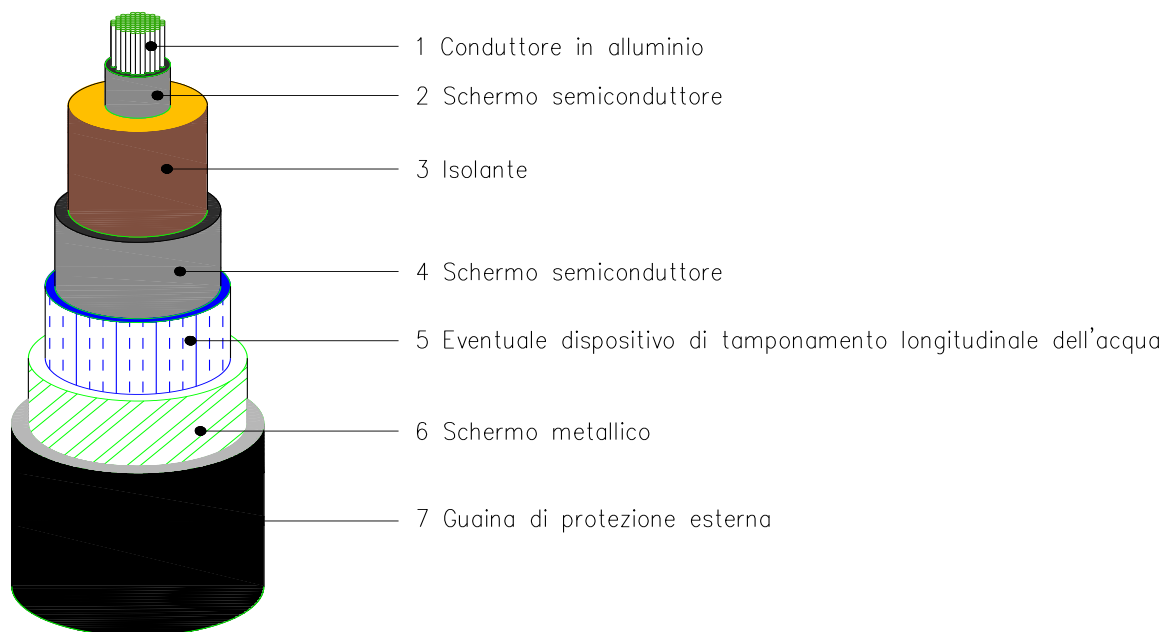 1 Conduttore in alluminio
2 Schermo semiconduttore
3 Isolante
4 Schermo semiconduttore
5 Eventuale dispositivo di tamponamento longitudinale dell'acqua
6 Schermo metallico
7 Guaina di protezione esterna